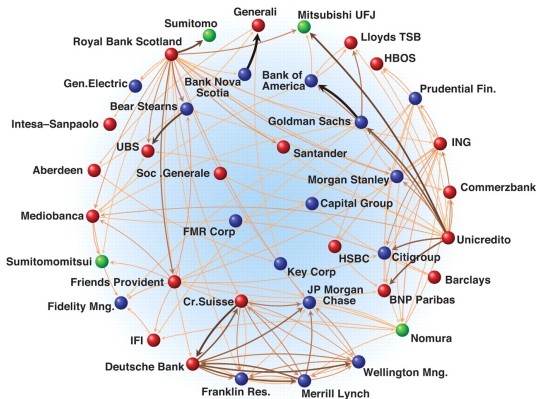 Generali
Sumitomo
Mitsubishi UFJ
Royal Bank Scotland
Lloyds TSB
HBOS
Gen.Electric
Bank Nova
Scotia
Bank of
America
Prudential Fin.
Bear Stearns
Goldman Sachs
Intesa–Sanpaolo
UBS
Santander
ING
Aberdeen
Soc .Generale
Morgan Stanley
Commerzbank
Mediobanca
Capital Group
FMR Corp
Unicredito
Sumitomomitsui
HSBC
Citigroup
Key Corp
Friends Provident
Barclays
Cr.Suisse
JP Morgan
Chase
BNP Paribas
Fidelity Mng.
Nomura
IFI
Deutsche Bank
Wellington Mng.
Franklin Res.
Merrill Lynch